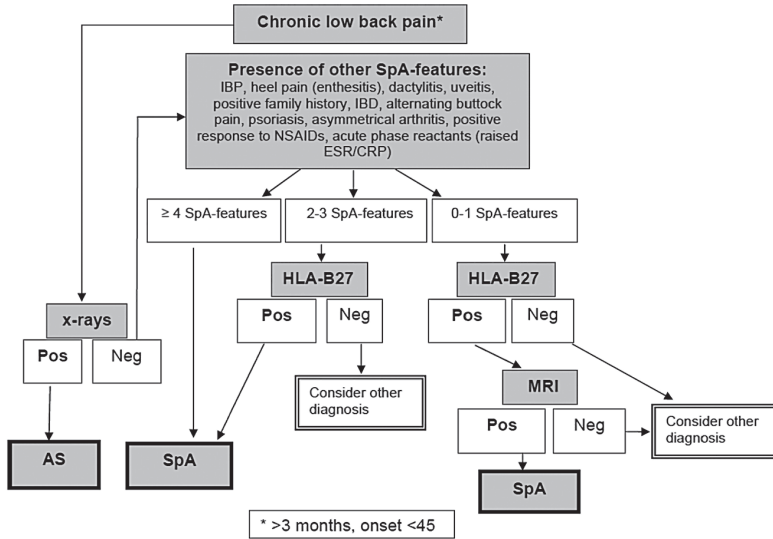 Chronic low back pain*
Presence of other SpA-features:
IBP, heel pain (enthesitis), dactylitis, uveitis,
positive family history, IBD, alternating buttock
pain, psoriasis, asymmetrical arthritis, positive
response to NSAIDs, acute phase reactants (raised
ESR/CRP)
≥ 4 SpA-features
2-3 SpA-features
0-1 SpA-features
HLA-B27
HLA-B27
x-rays
Pos
Neg
Pos
Neg
Pos
Neg
MRI
Consider other
diagnosis
Pos
Neg
Consider other
diagnosis
AS
SpA
SpA
* >3 months, onset <45